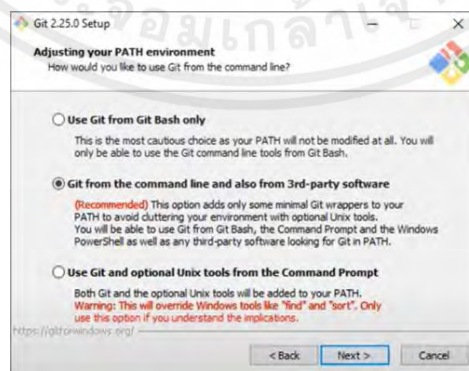 Git 2.25.0 Setup
Adjusting your PATH environment
How would you like to use Git from the command line?
Use Git from Git Bash only
This is the most cautious choice as your PATH will not be modified at all. You will
only be able to use the Git command line tools from Git Bash.
Git from the command line and also from 3rd-party software
(Recommended) This option adds only some minimal Git wrappers to your
PATH to avoid cluttering your environment with optional Unix tools.
You will be able to use Git from Git Bash, the Command Prompt and the Windows
PowerShell as well as any third-party software looking for Git in PATH.
Use Git and optional Unix tools from the Command Prompt
Both Git and the optional Unix tools will be added to your PATH.
Warning: This will override Windows tools like "find" and "sort". Only
use this option if you understand the implications.
https://gitforwindows.org/
< Back
Next >
Cancel